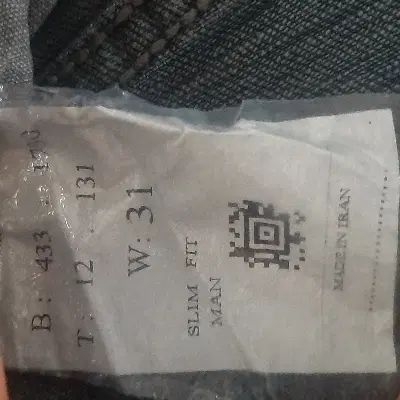 B: 433
T: 12 . 131
W: 31
SLIM FIT
MAN
MADE IN IRAN